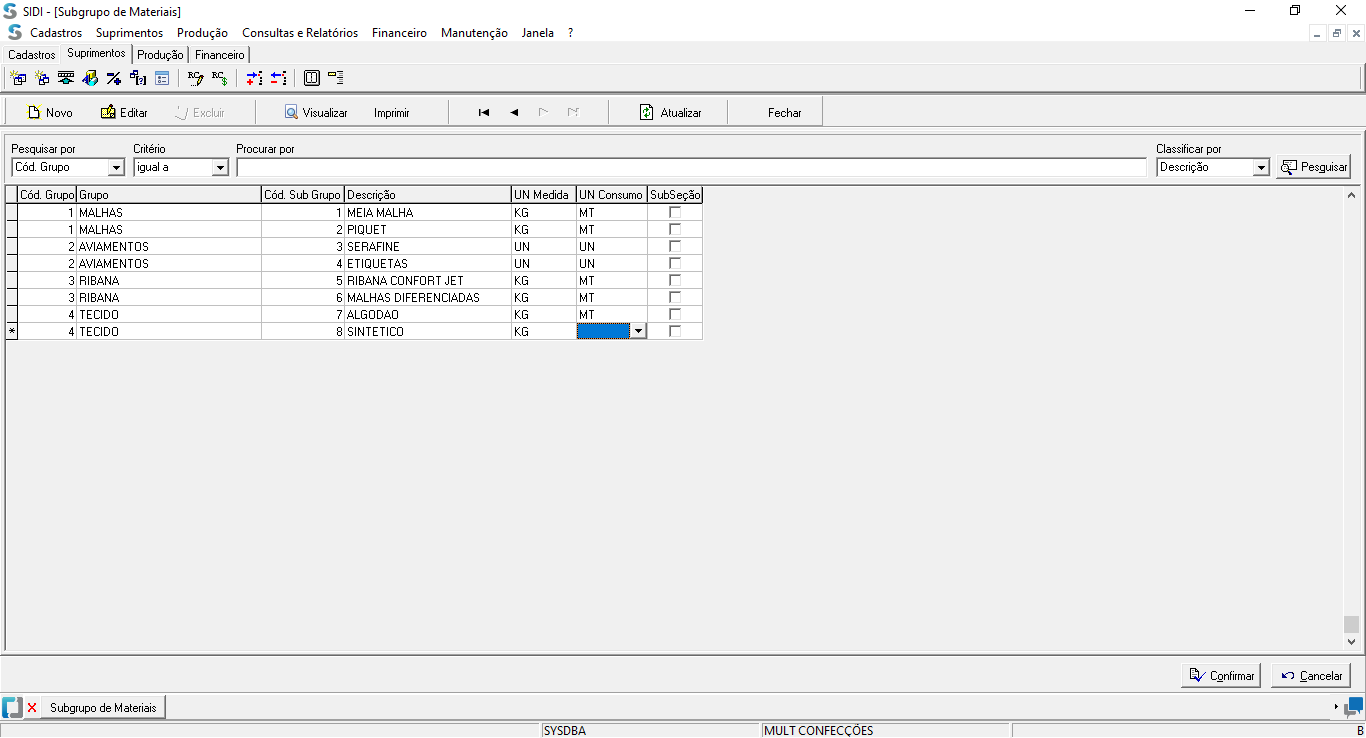 SIDI - [Subgrupo de Materiais]
Cadastros Suprimentos Produção Consultas e Relatórios Financeiro Manutenção Janela ?
Cadastros Suprimentos Produção Financeiro
Novo Editar Excluir Visualizar Imprimir Atualizar Fechar
Pesquisar por Critério Procurar por Classificar por
Cód. Grupo igual a Descrição Pesquisar
Cód. Grupo Grupo Cód. Sub Grupo Descrição UN Medida UN Consumo SubSeção
1 MALHAS 1 MEIA MALHA KG MT
1 MALHAS 2 PIQUET KG MT
2 AVIAMENTOS 3 SERAFINE UN UN
2 AVIAMENTOS 4 ETIQUETAS UN UN
3 RIBANA 5 RIBANA CONFORT JET KG MT
3 RIBANA 6 MALHAS DIFERENCIADAS KG MT
4 TECIDO 7 ALGODAO KG MT
* 4 TECIDO 8 SINTETICO KG
Confirmar Cancelar
Subgrupo de Materiais
SYSDBA MULT CONFECÇÕES B